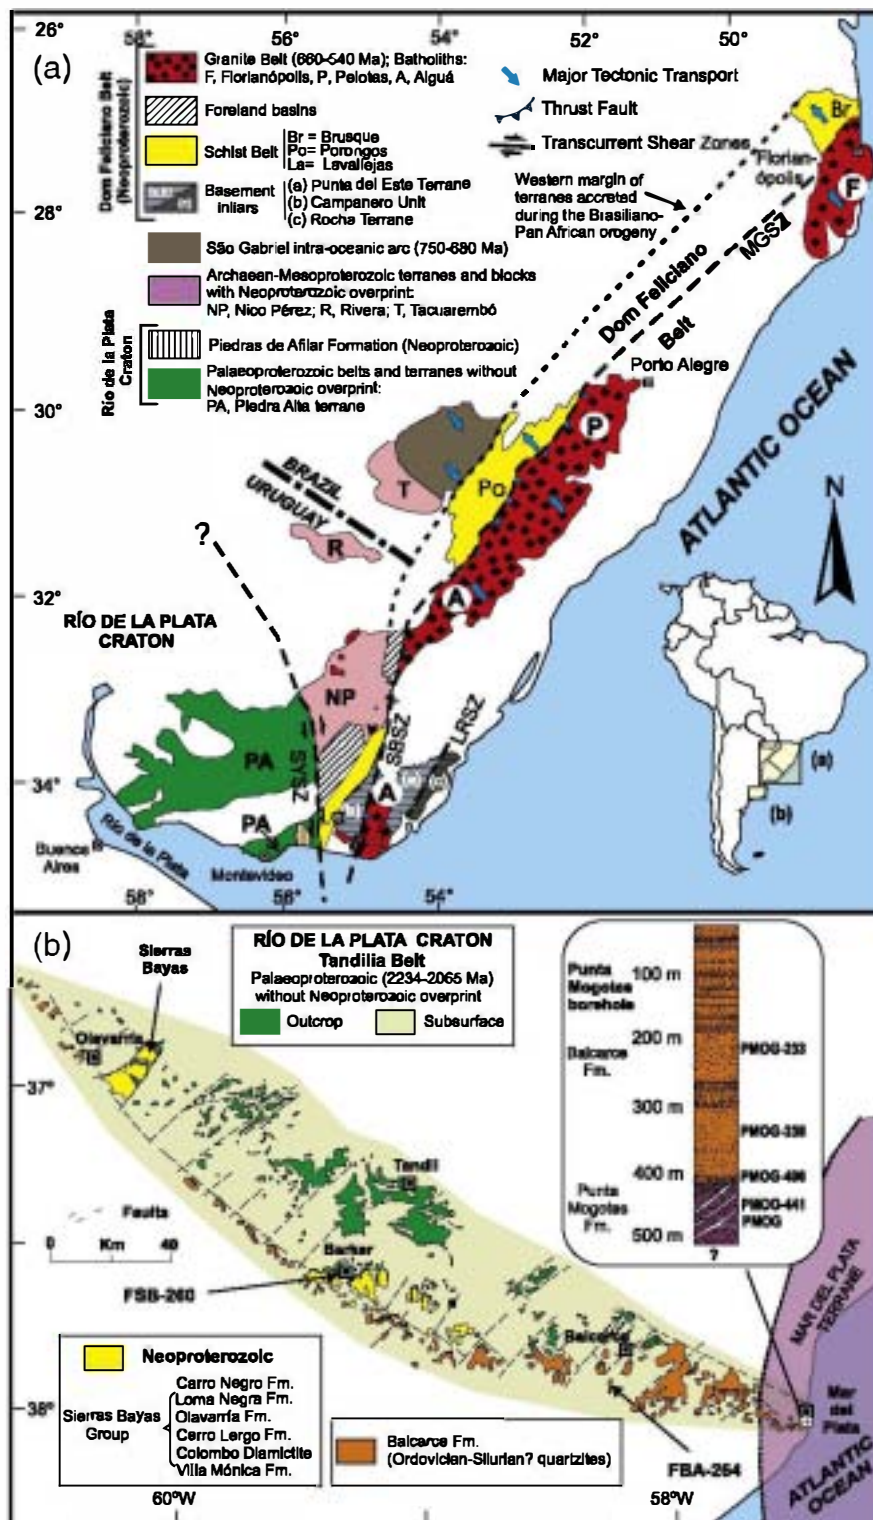 26°
58°
56°
54°
52°
50°
(a)
Dom Feliciano Belt
(Neoproterozoic)
Granite Belt (660-540 Ma); Batholiths:
F, Florianópolis, P, Pelotas, A, Aiguá
Foreland basins
Schist Belt
Br = Brusque
Po= Porongos
La= Lavallejas
Basement
inliars
(a) Punta del Este Terrane
(b) Campanero Unit
(c) Rocha Terrane
São Gabriel intra-oceanic arc (750-680 Ma)
Archaean-Mesoproterozoic terranes and blocks
with Neoproterozoic overprint:
NP, Nico Pérez; R, Rivera; T, Tacuarembó
Río de la Plata
Craton
Piedras de Afilar Formation (Neoproterozoic)
Palaeoproterozoic belts and terranes without
Neoproterozoic overprint:
PA, Piedra Alta terrane
Major Tectonic Transport
Thrust Fault
Transcurrent Shear Zones
Western margin of
terranes accreted
during the Brasiliano-
Pan African orogeny
Br
Florian-
ópolis
F
28°
MGSZ
Dom Feliciano
Belt
Porto Alegre
30°
P
T
Po
BRAZIL
URUGUAY
R
?
ATLANTIC OCEAN
N
32°
A
RÍO DE LA PLATA
CRATON
NP
PA
SYSZ
SBSZ
LRSZ
A
34°
PA
Río de la Plata
Buenos
Aires
Montevideo
58°
56°
54°
(a)
(b)
(b)
Sierras
Bayas
RÍO DE LA PLATA CRATON
Tandilia Belt
Palaeoproterozoic (2234-2065 Ma)
without Neoproterozoic overprint
Outcrop
Subsurface
Punta
Mogotes
borehole
100 m
200 m
Balcarce
Fm.
300 m
400 m
Punta
Mogotes
Fm.
500 m
?
PMOG-233
PMOG-441
PMOG
Olavarría
37°
Tandil
Faults
0
Km
40
Barker
FSB-260
Balcarce
MAR DEL PLATA
TERRANE
Mar
del
Plata
ATLANTIC
OCEAN
38°
FBA-254
Neoproterozoic
Sierras Bayas
Group
Carro Negro Fm.
Loma Negra Fm.
Olavarría Fm.
Cerro Largo Fm.
Colombo Diamictite
Villa Mónica Fm.
Balcarce Fm.
(Ordovician-Silurian? quartzites)
60°W
58°W